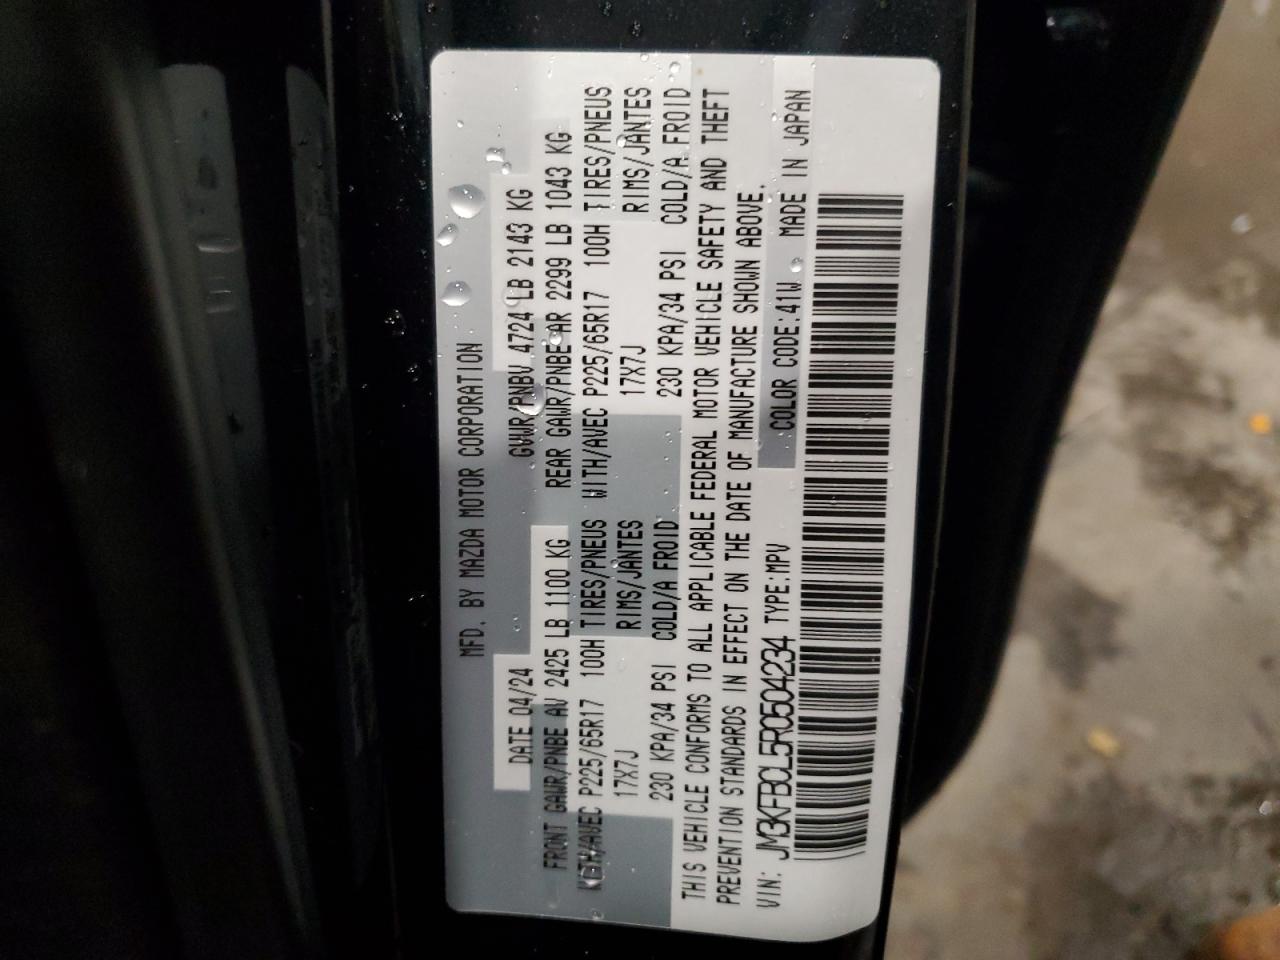 MFD. BY MAZDA MOTOR CORPORATION
DATE 04/24 GVWR/PNBV 4724 LB 2143 KG
FRONT GAWR/PNBE AV 2425 LB 1100 KG REAR GAWR/PNBE AR 2299 LB 1043 KG
WITH/AVEC P225/65R17 100H TIRES/PNEUS WITH/AVEC P225/65R17 100H TIRES/PNEUS
17X7J RIMS/JANTES 17X7J RIMS/JANTES
230 KPA/34 PSI COLD/A FROID 230 KPA/34 PSI COLD/A FROID
THIS VEHICLE CONFORMS TO ALL APPLICABLE FEDERAL MOTOR VEHICLE SAFETY AND THEFT
PREVENTION STANDARDS IN EFFECT ON THE DATE OF MANUFACTURE SHOWN ABOVE.
VIN: JM3KFBCL5R0504234 TYPE:MPV COLOR CODE:41W MADE IN JAPAN